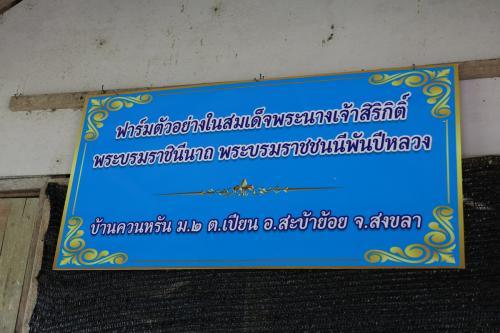 ฟาร์มตัวอย่างในสมเด็จพระนางเจ้าสิริกิติ์
พระบรมราชินีนาถ พระบรมราชชนนีพันปีหลวง
บ้านควนหรัน ม.๒ ต.เปียน อ.สะบ้าย้อย จ.สงขลา